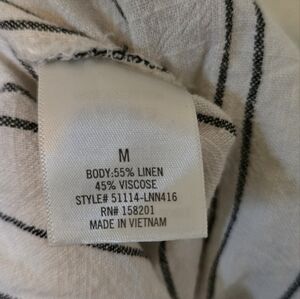 M
BODY:55% LINEN
45% VISCOSE
STYLE# 51114-LNN416
RN# 158201
MADE IN VIETNAM